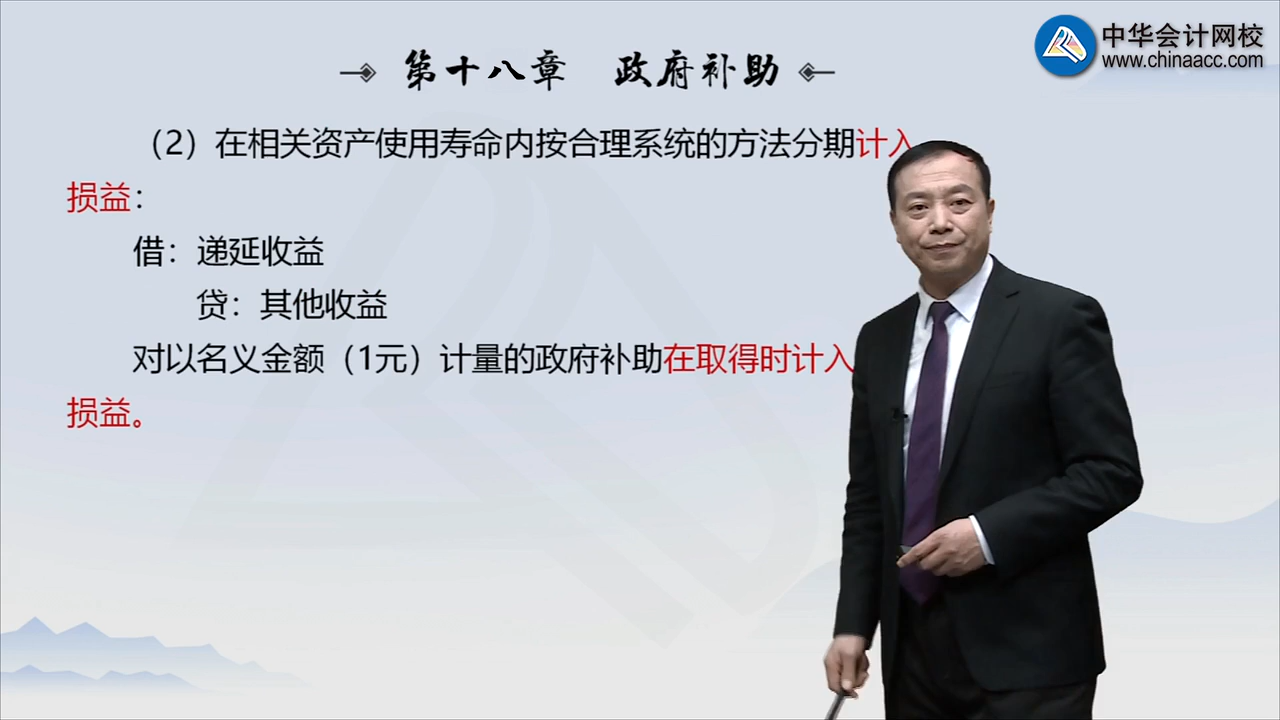 中华会计网校
www.chinaacc.com
第十八章 政府补助
（2）在相关资产使用寿命内按合理系统的方法分期计入
损益：
借：递延收益
贷：其他收益
对以名义金额（1元）计量的政府补助在取得时计入
损益。